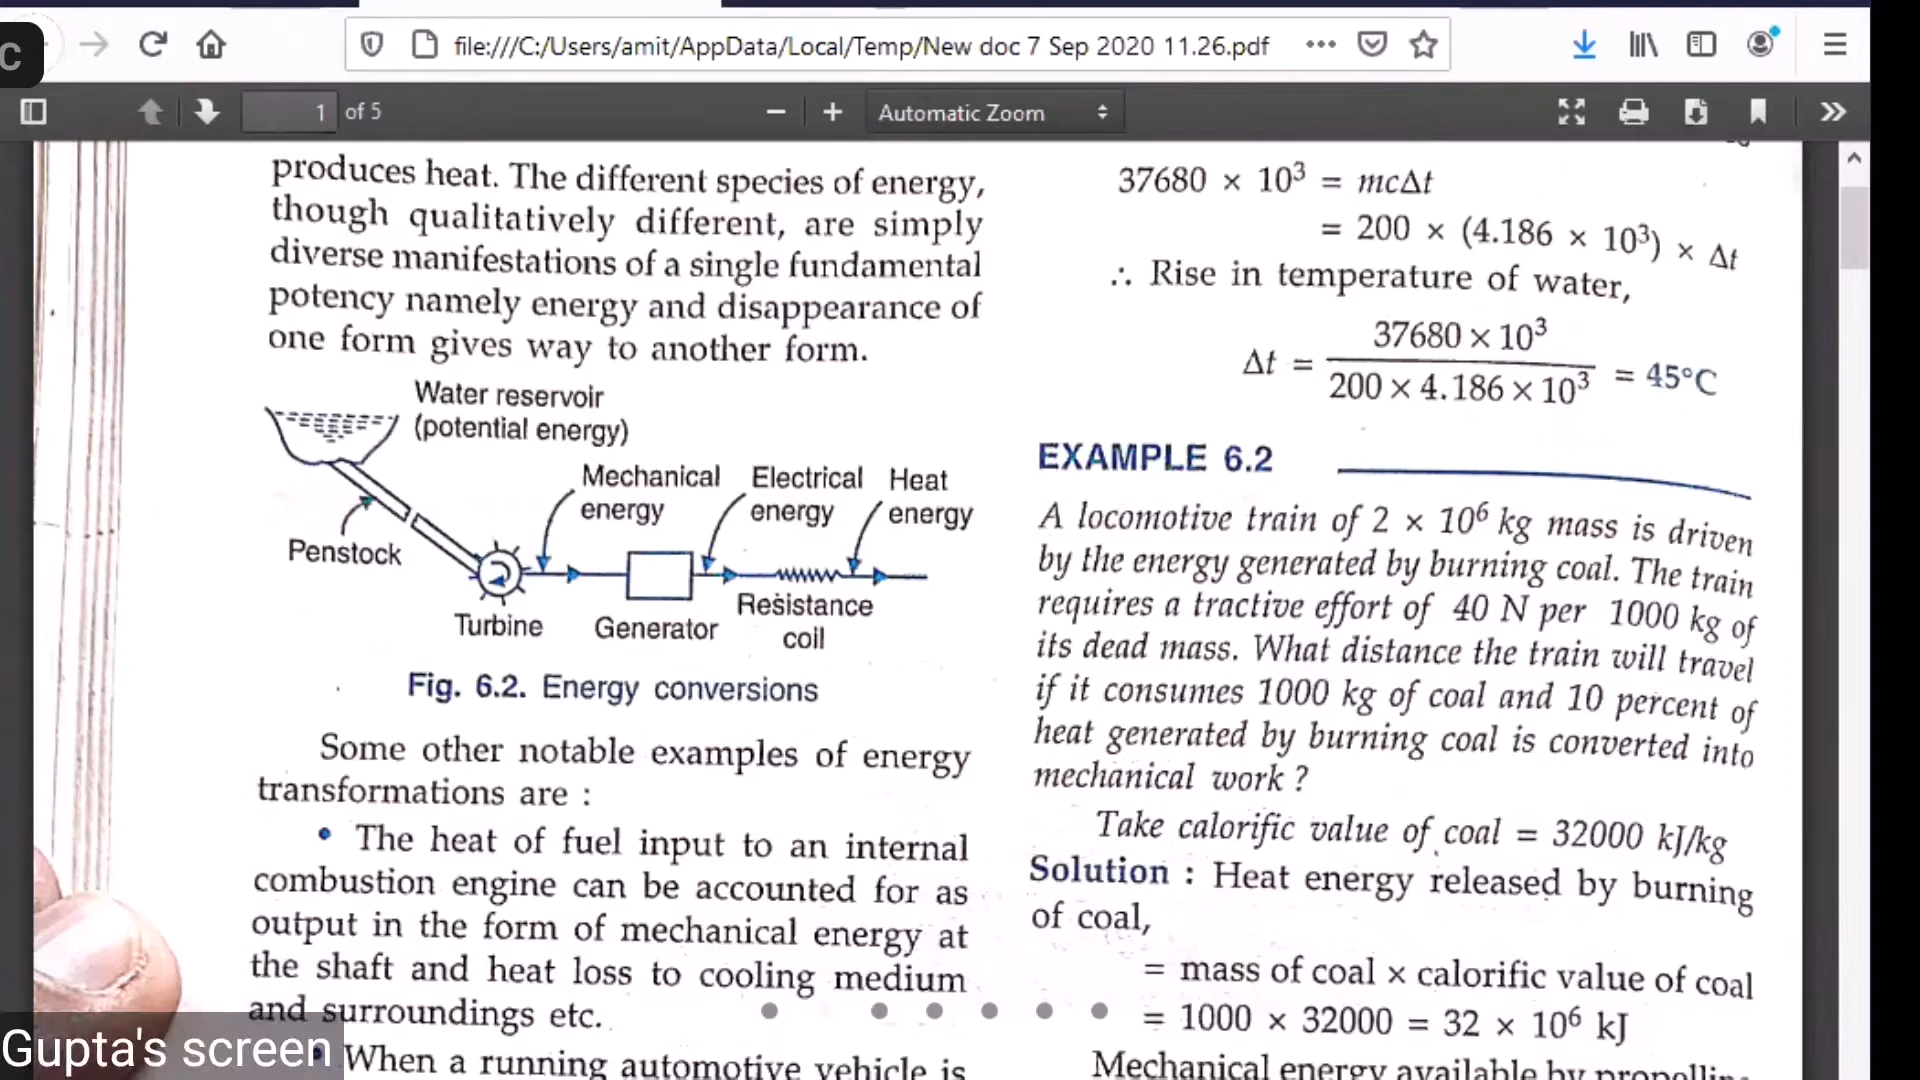 C
file:///C:/Users/amit/AppData/Local/Temp/New doc 7 Sep 2020 11.26.pdf
1 of 5
Automatic Zoom
produces heat. The different species of energy,
though qualitatively different, are simply
diverse manifestations of a single fundamental
potency namely energy and disappearance of
one form gives way to another form.
Water reservoir
(potential energy)
Mechanical
energy
Electrical
energy
Heat
energy
Penstock
Turbine
Generator
Resistance
coil
Fig. 6.2. Energy conversions
Some other notable examples of energy
transformations are :
• The heat of fuel input to an internal
combustion engine can be accounted for as
output in the form of mechanical energy at
the shaft and heat loss to cooling medium
and surroundings etc.
When a running automotive vehicle is
37680 × 10³ = mcΔt
= 200 × (4.186 × 10³) × Δt
∴ Rise in temperature of water,
Δt = 37680 × 10³ / 200 × 4.186 × 10³ = 45°C
EXAMPLE 6.2
A locomotive train of 2 × 10⁶ kg mass is driven
by the energy generated by burning coal. The train
requires a tractive effort of 40 N per 1000 kg of
its dead mass. What distance the train will travel
if it consumes 1000 kg of coal and 10 percent of
heat generated by burning coal is converted into
mechanical work ?
Take calorific value of coal = 32000 kJ/kg
Solution : Heat energy released by burning
of coal,
= mass of coal × calorific value of coal
= 1000 × 32000 = 32 × 10⁶ kJ
Mechanical energy available by
Gupta's screen